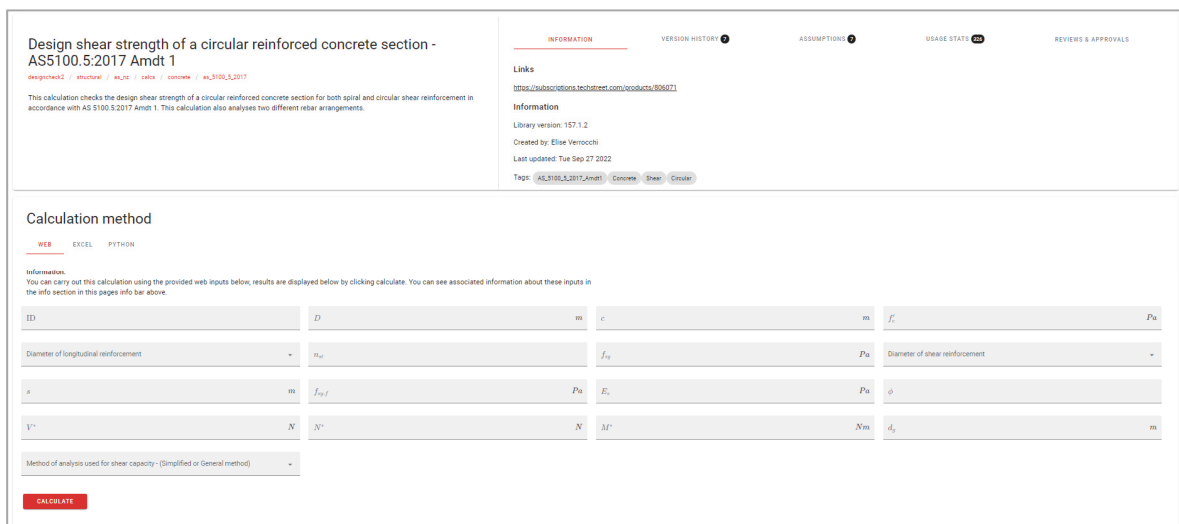 Design shear strength of a circular reinforced concrete section -
AS5100.5:2017 Amdt 1
designcheck2 / structural / as_nz / calcs / concrete / as_5100_5_2017
This calculation checks the design shear strength of a circular reinforced concrete section for both spiral and circular shear reinforcement in
accordance with AS 5100.5:2017 Amdt 1. This calculation also analyses two different rebar arrangements.
INFORMATION VERSION HISTORY 7 ASSUMPTIONS 7 USAGE STATS 326 REVIEWS & APPROVALS
Links
https://subscriptions.techstreet.com/products/806071
Information
Library version: 157.1.2
Created by: Elise Verrocchi
Last updated: Tue Sep 27 2022
Tags: AS_5100_5_2017_Amdt1 Concrete Shear Circular
Calculation method
WEB EXCEL PYTHON
Information.
You can carry out this calculation using the provided web inputs below, results are displayed below by clicking calculate. You can see associated information about these inputs in
the info section in this pages info bar above.
ID D m c m f'c Pa
Diameter of longitudinal reinforcement n_st f_sy Pa Diameter of shear reinforcement
s m f_sy.f Pa E_s Pa ϕ
V* N N* N M* Nm d_g m
Method of analysis used for shear capacity - (Simplified or General method)
CALCULATE